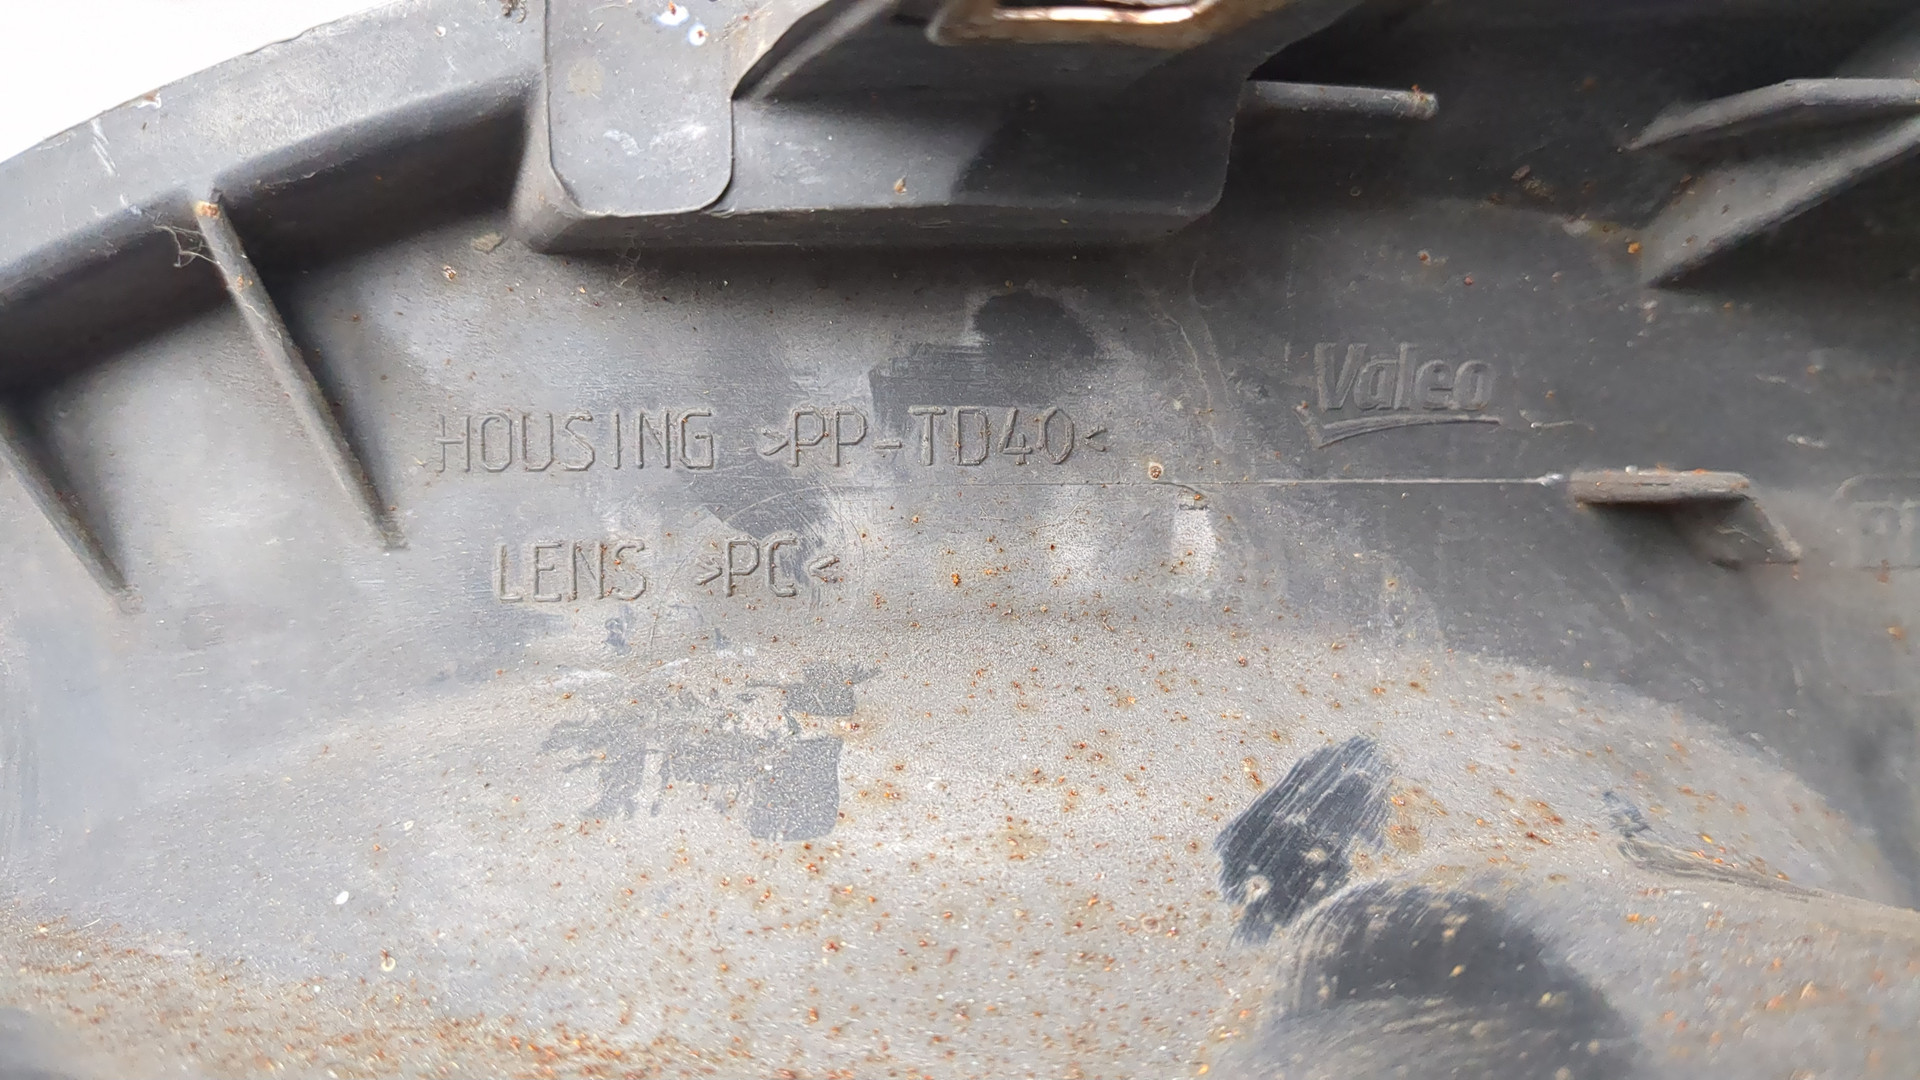 HOUSING >PP-TD40<
Valeo
LENS >PC<